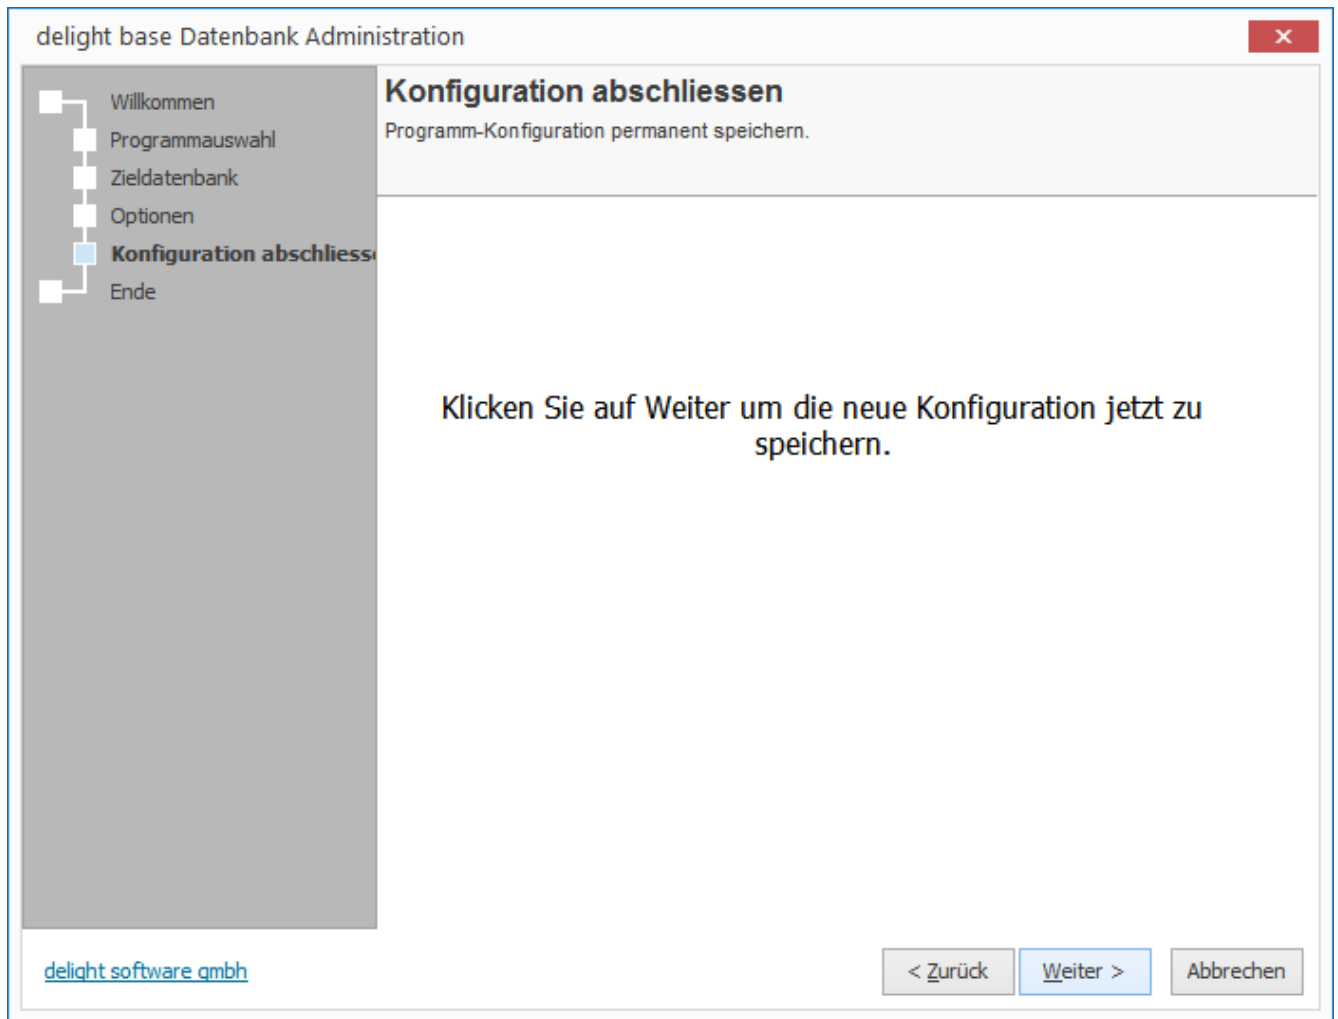 delight base Datenbank Administration
Willkommen
Programmauswahl
Zieldatenbank
Optionen
Konfiguration abschliess
Ende
Konfiguration abschliessen
Programm-Konfiguration permanent speichern.
Klicken Sie auf Weiter um die neue Konfiguration jetzt zu
speichern.
delight software gmbh
< Zurück
Weiter >
Abbrechen